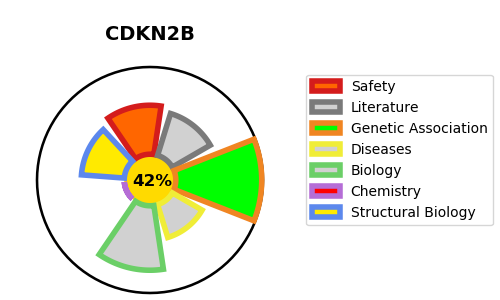 CDKN2B
42%
Safety
Literature
Genetic Association
Diseases
Biology
Chemistry
Structural Biology